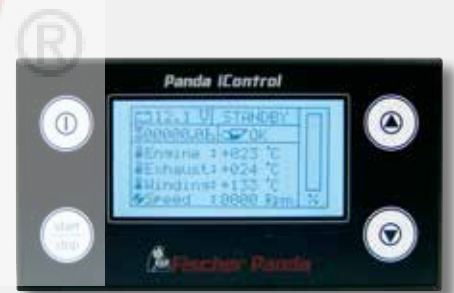 ®
Panda iControl
12.1 V STANDBY
00000.0h OK
Engine :+023 °C
Exhaust:+024 °C
Winding:+133 °C
Speed :0000 Rpm %
start
stop
Fischer Panda